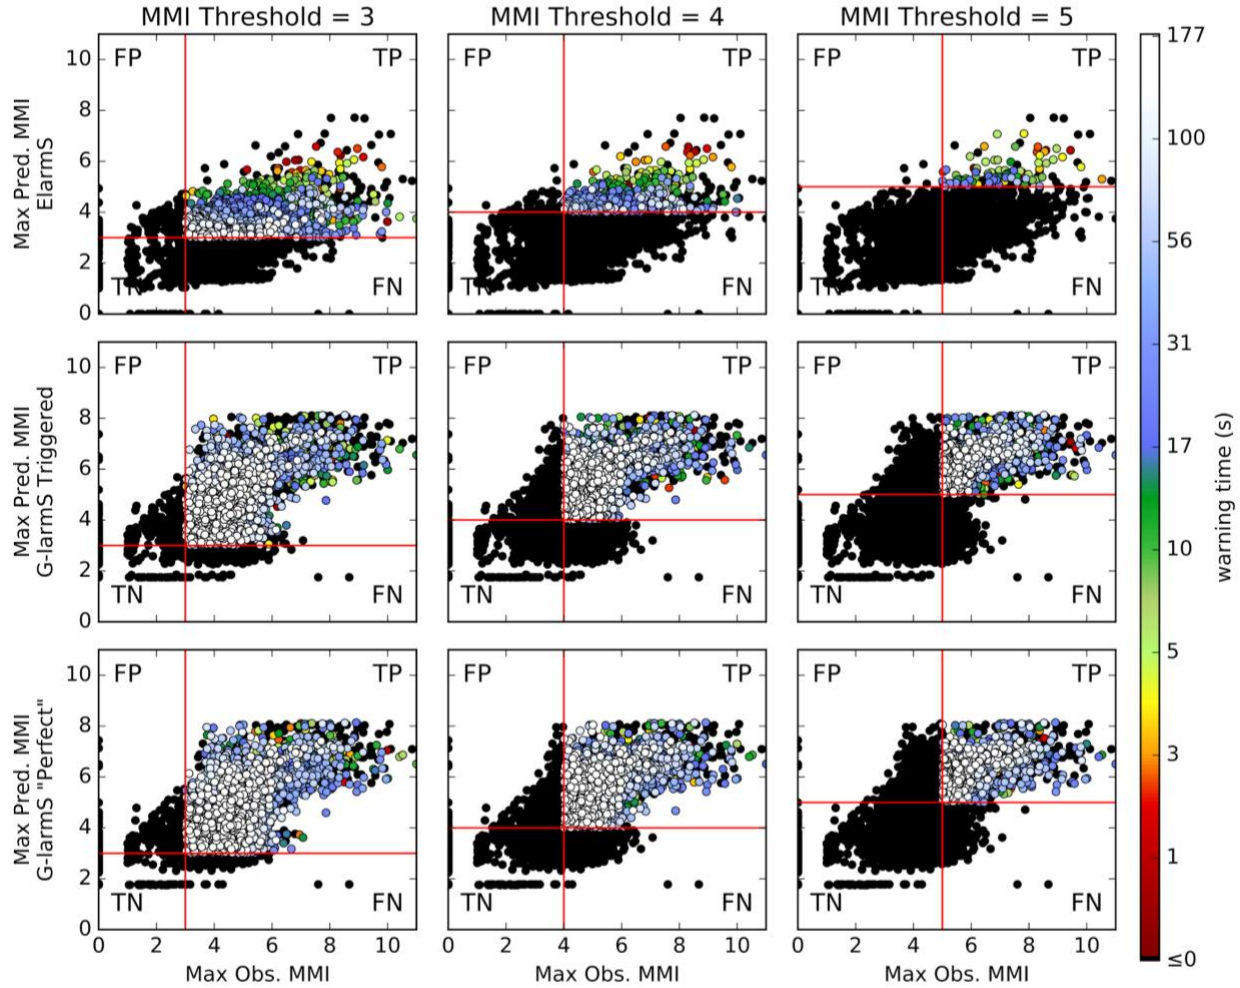 MMI Threshold = 3 MMI Threshold = 4 MMI Threshold = 5
Max Pred. MMI
ElarmS
10
8
6
4
2
0
FP TP
TN FN
FP TP
TN FN
FP TP
TN FN
Max Pred. MMI
G-larmS Triggered
10
8
6
4
2
0
FP TP
TN FN
FP TP
TN FN
FP TP
TN FN
Max Pred. MMI
G-larmS "Perfect"
10
8
6
4
2
0
FP TP
TN FN
FP TP
TN FN
FP TP
TN FN
0 2 4 6 8 10
0 2 4 6 8 10
0 2 4 6 8 10
Max Obs. MMI Max Obs. MMI Max Obs. MMI
177
100
56
31
17
10
5
3
1
≤0
warning time (s)